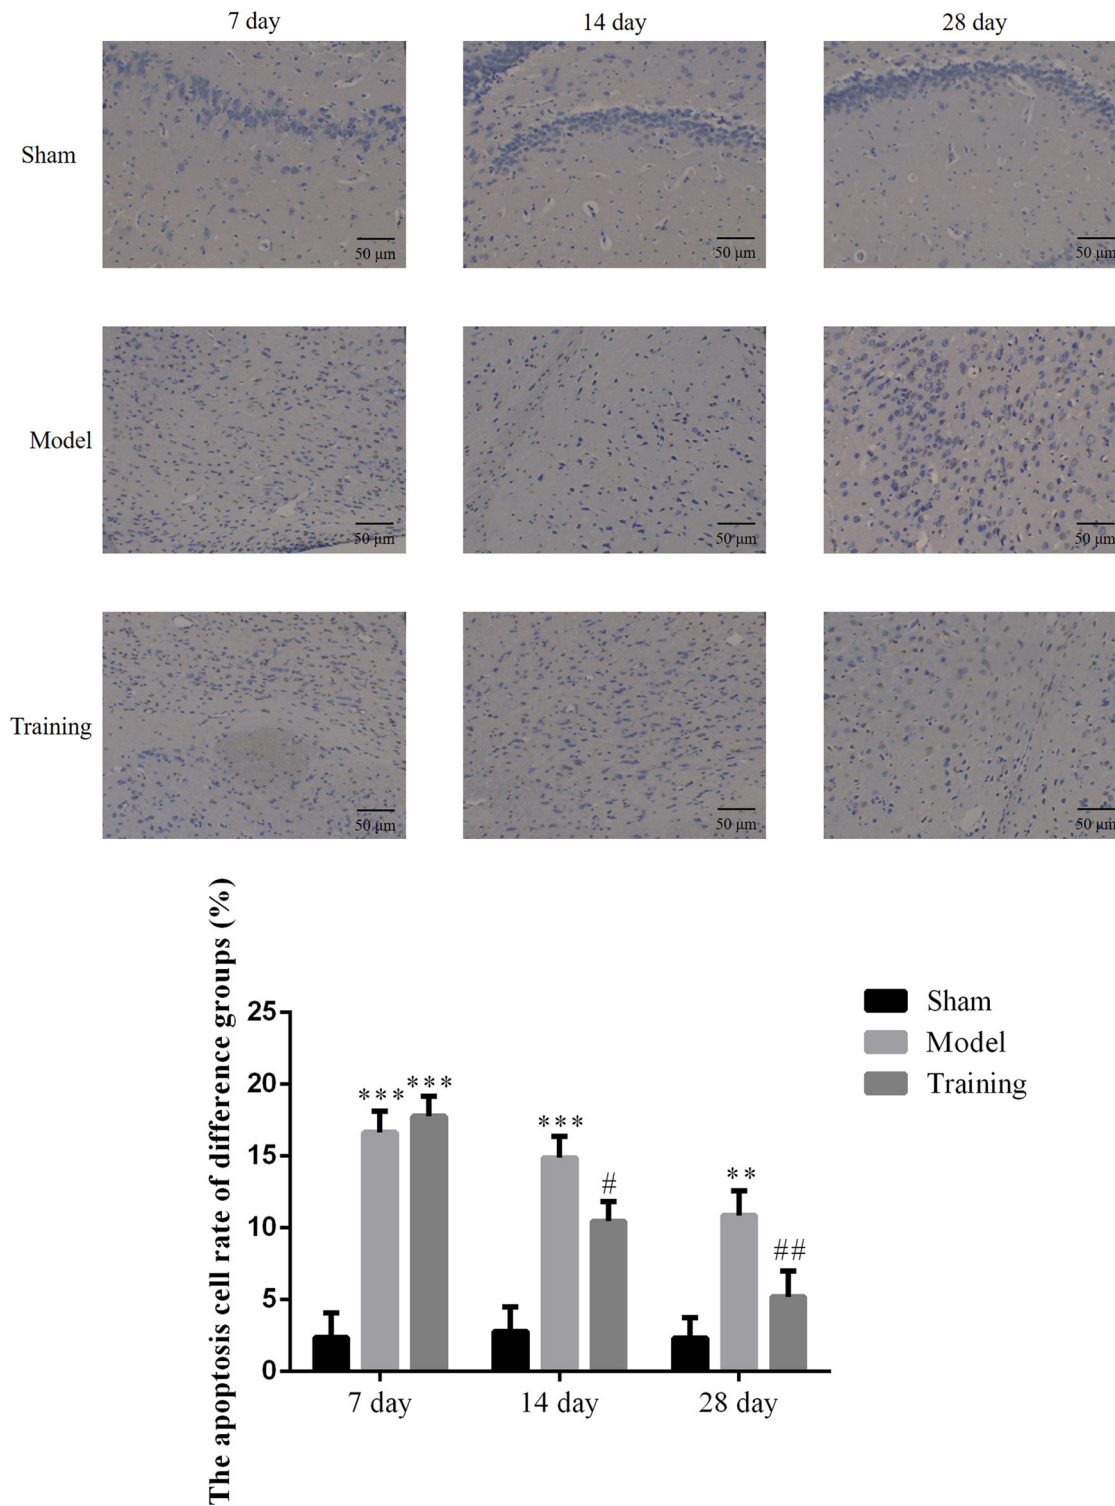 7 day 14 day 28 day
Sham
50 μm 50 μm 50 μm
Model
50 μm 50 μm 50 μm
Training
50 μm 50 μm 50 μm
The apoptosis cell rate of difference groups (%)
25
20
15
10
5
0
*** ***
***
#
**
##
7 day 14 day 28 day
Sham
Model
Training